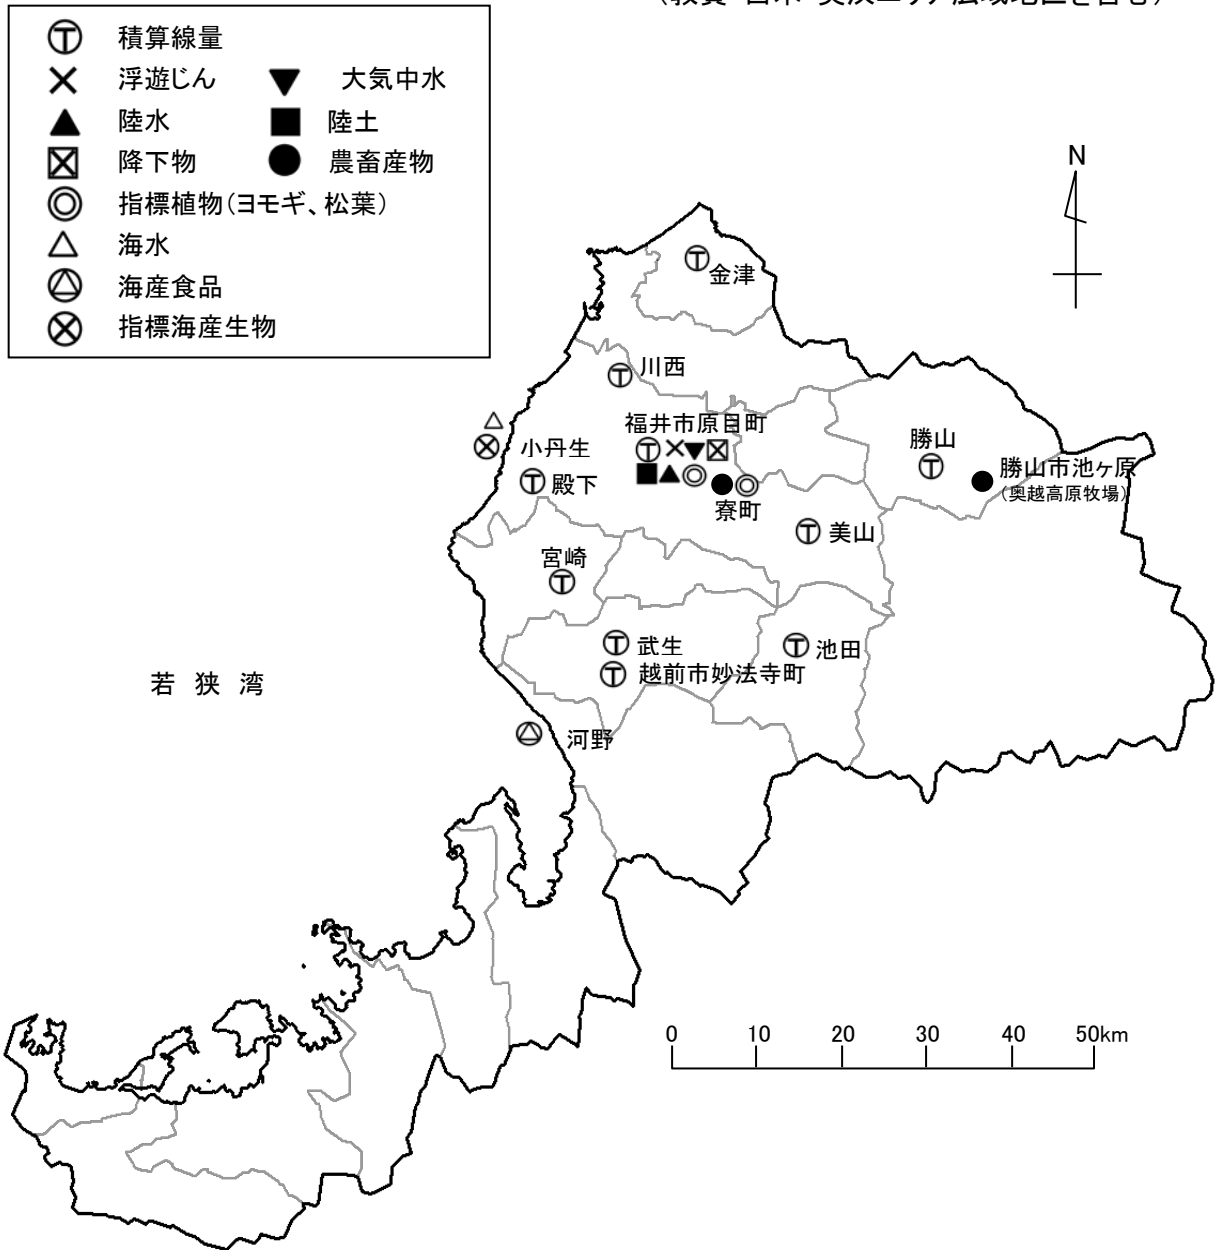 積算線量
浮遊じん
大気中水
陸水
陸土
降下物
農畜産物
指標植物(ヨモギ、松葉)
海水
海産食品
指標海産生物
N
金津
川西
福井市原目町
小丹生
殿下
寮町
勝山
勝山市池ヶ原
(奥越高原牧場)
美山
宮崎
武生
越前市妙法寺町
池田
若狭湾
河野
0 10 20 30 40 50km